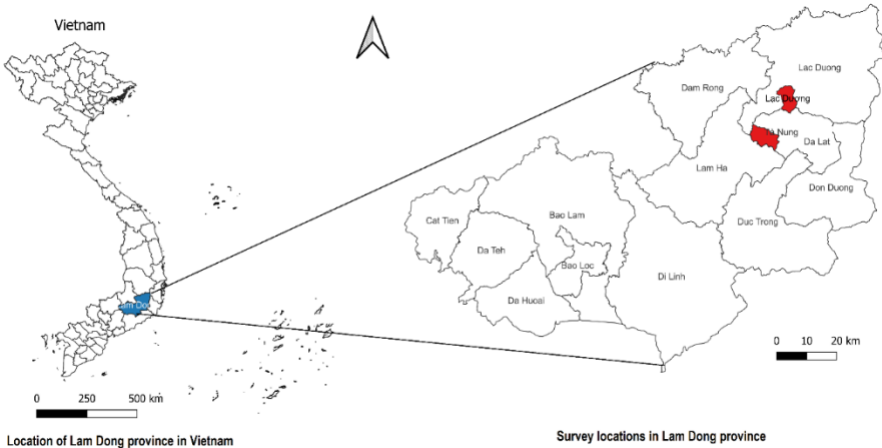 Vietnam
Lac Duong
Dam Rong
Lac Duong
Ta Nung
Da Lat
Lam Ha
Don Duong
Cat Tien
Bao Lam
Duc Trong
Da Teh
Bao Loc
Di Linh
Da Huoai
0 10 20 km
0 250 500 km
Location of Lam Dong province in Vietnam
Survey locations in Lam Dong province